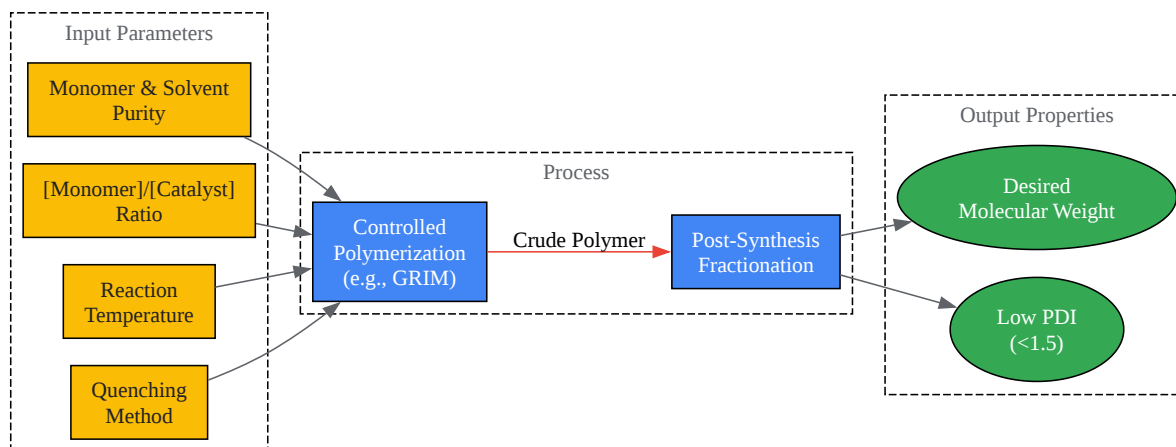 Input Parameters
Monomer & Solvent
Purity
[Monomer]/[Catalyst]
Ratio
Reaction
Temperature
Quenching
Method
Process
Controlled
Polymerization
(e.g., GRIM)
Crude Polymer
Post-Synthesis
Fractionation
Output Properties
Desired
Molecular Weight
Low PDI
(<1.5)